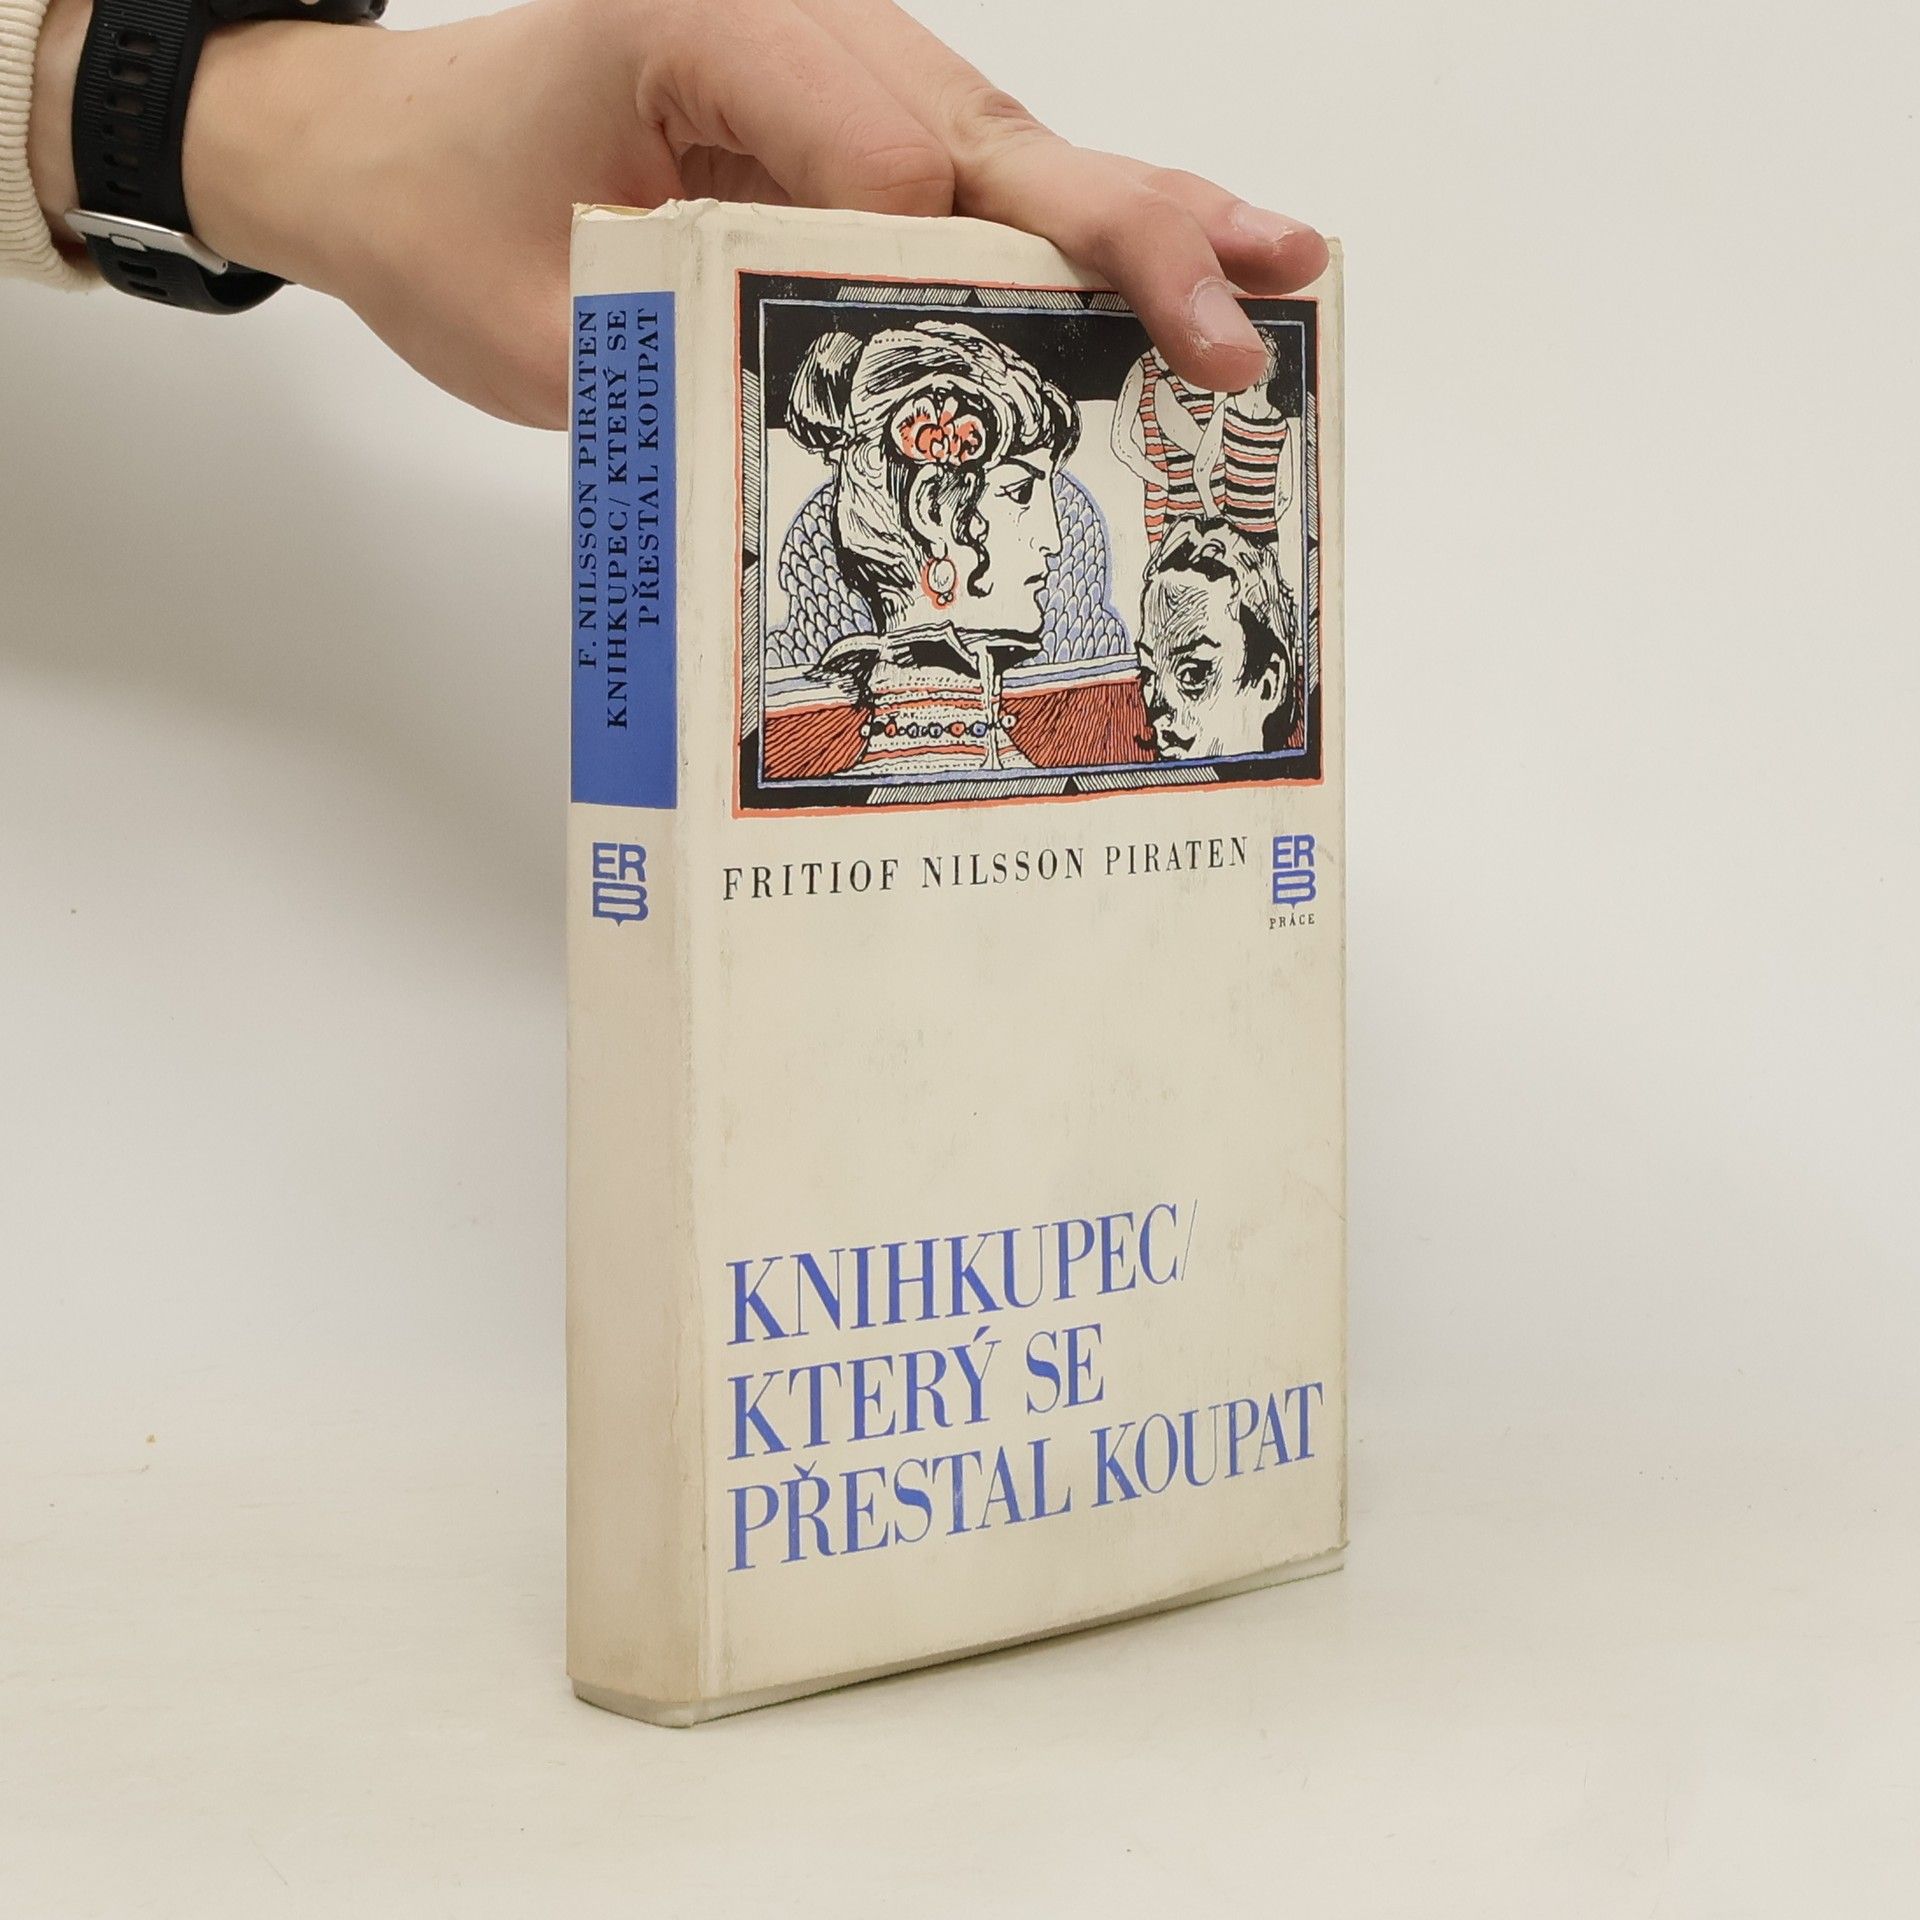 F. NILSSON PIRATEN
KNIHKUPEC/ KTERÝ SE
PŘESTAL KOUPAT
ERB
FRITIOF NILSSON PIRATEN
ERB
PRÁCE
KNIHKUPEC/
KTERÝ SE
PŘESTAL KOUPAT